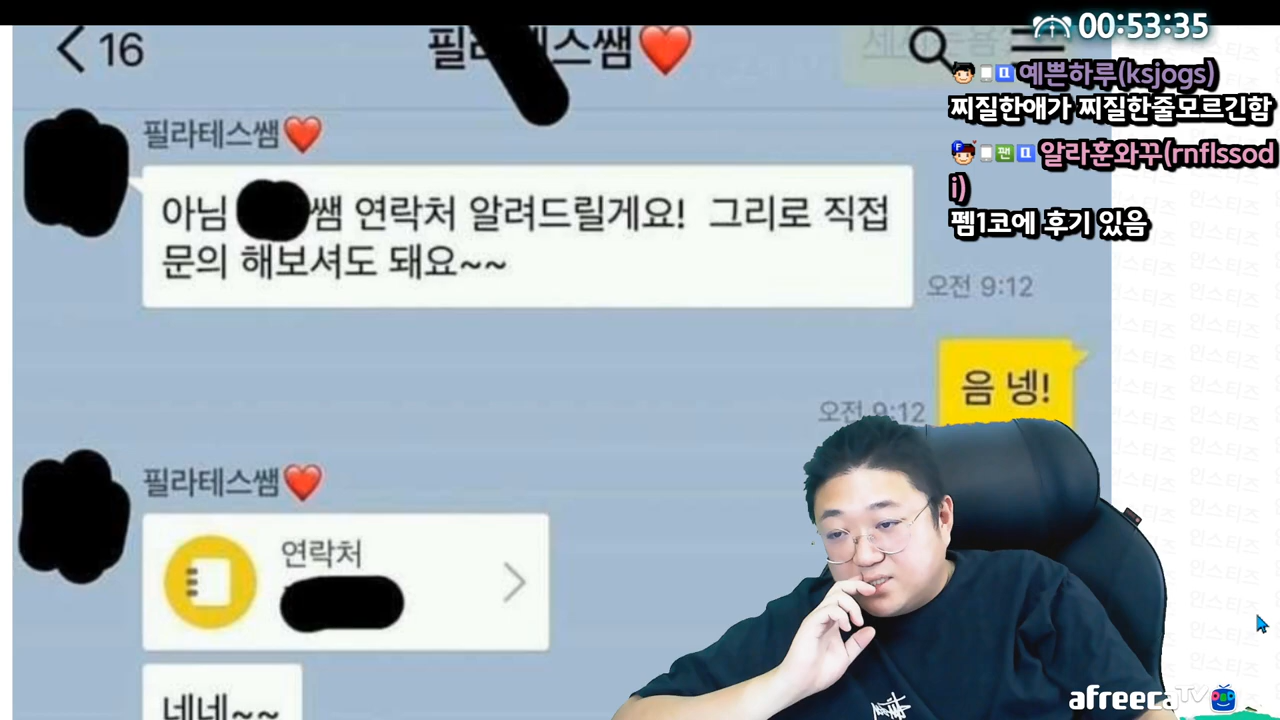 16
필라테스쌤❤️
00:53:35
예쁜하루(ksjogs)
찌질한애가 찌질한줄모르긴함
알라훈와꾸(rnflssod
i)
펨1코에 후기 있음
필라테스쌤❤️
아님 쌤 연락처 알려드릴게요! 그리로 직접
문의 해보셔도 돼요~~
오전 9:12
음 넹!
오전 9:12
필라테스쌤❤️
연락처
네네~~
afreecaTV
인스티즈